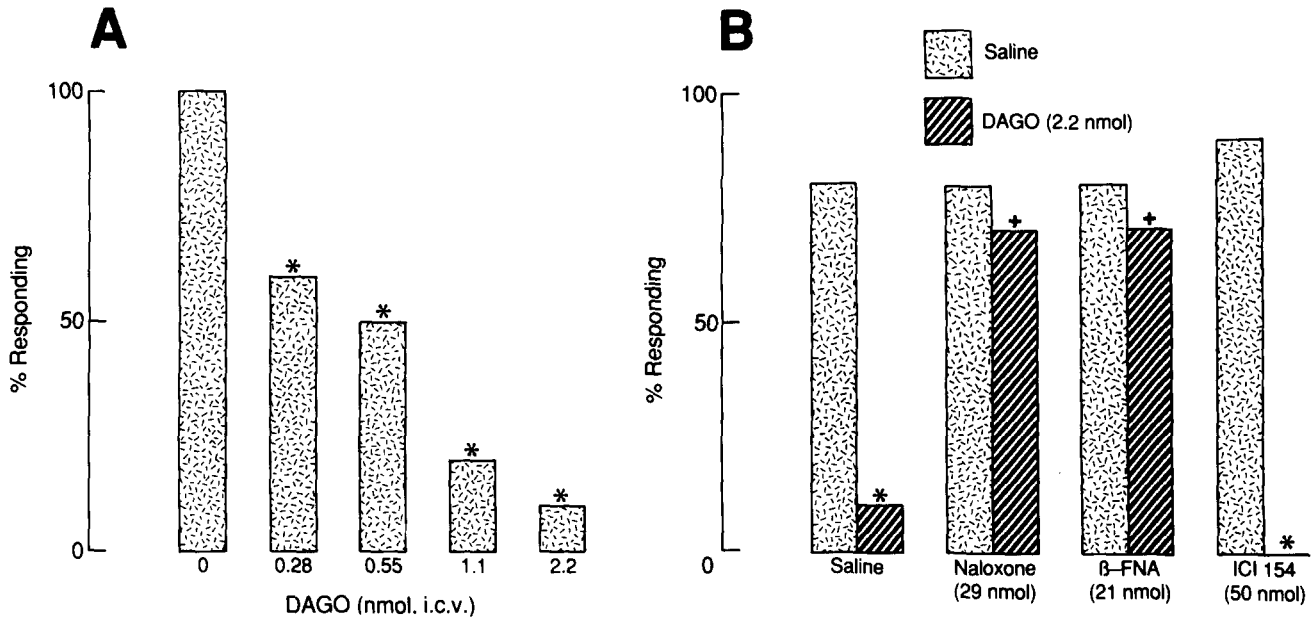 A
100
50
0
% Responding
*
*
*
*
0 0.28 0.55 1.1 2.2
DAGO (nmol. i.c.v.)
B
Saline
DAGO (2.2 nmol)
100
50
0
% Responding
*
+
+
*
Saline Naloxone ß–FNA ICI 154
(29 nmol) (21 nmol) (50 nmol)